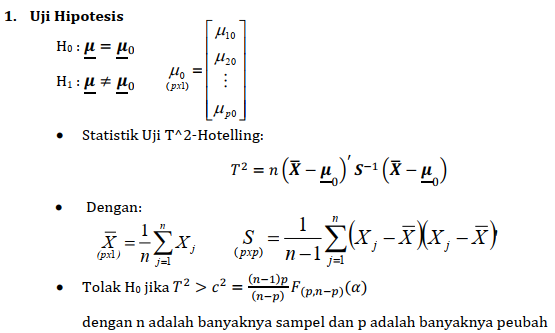 1. Uji Hipotesis
H₀ : μ = μ₀
H₁ : μ ≠ μ₀ μ₀ (px1) = [μ₁₀ μ₂₀ ⋮ μₚ₀]
• Statistik Uji T^2-Hotelling:
T² = n (X̅ − μ₀)′ S⁻¹ (X̅ − μ₀)
• Dengan:
X̅ (px1) = 1/n ∑ⱼ₌₁ⁿ Xⱼ S (pxp) = 1/(n−1) ∑ⱼ₌₁ⁿ (Xⱼ − X̅)(Xⱼ − X̅)′
• Tolak H₀ jika T² > c² = (n−1)p/(n−p) F₍ₚ,ₙ₋ₚ₎(α)
dengan n adalah banyaknya sampel dan p adalah banyaknya peubah